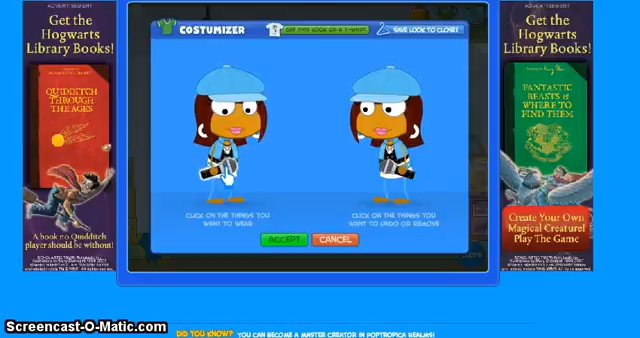 ADVERTISEMENT
Get the
Hogwarts
Library Books!
QUIDDITCH
THROUGH
THE AGES
A book no Quidditch
player should be without!
COSTUMIZER
GET THIS LOOK ON A T-SHIRT
SAVE LOOK TO CLOSET
CLICK ON THE THINGS YOU
WANT TO WEAR
CLICK ON THE THINGS YOU
WANT TO UNDO OR REMOVE
ACCEPT
CANCEL
ADVERTISEMENT
Get the
Hogwarts
Library Books!
FANTASTIC
BEASTS &
WHERE TO
FIND THEM
Create Your Own
Magical Creature!
Play The Game
Screencast-O-Matic.com
DID YOU KNOW?
YOU CAN BECOME A MASTER CREATOR IN POPTROPICA REALMS!